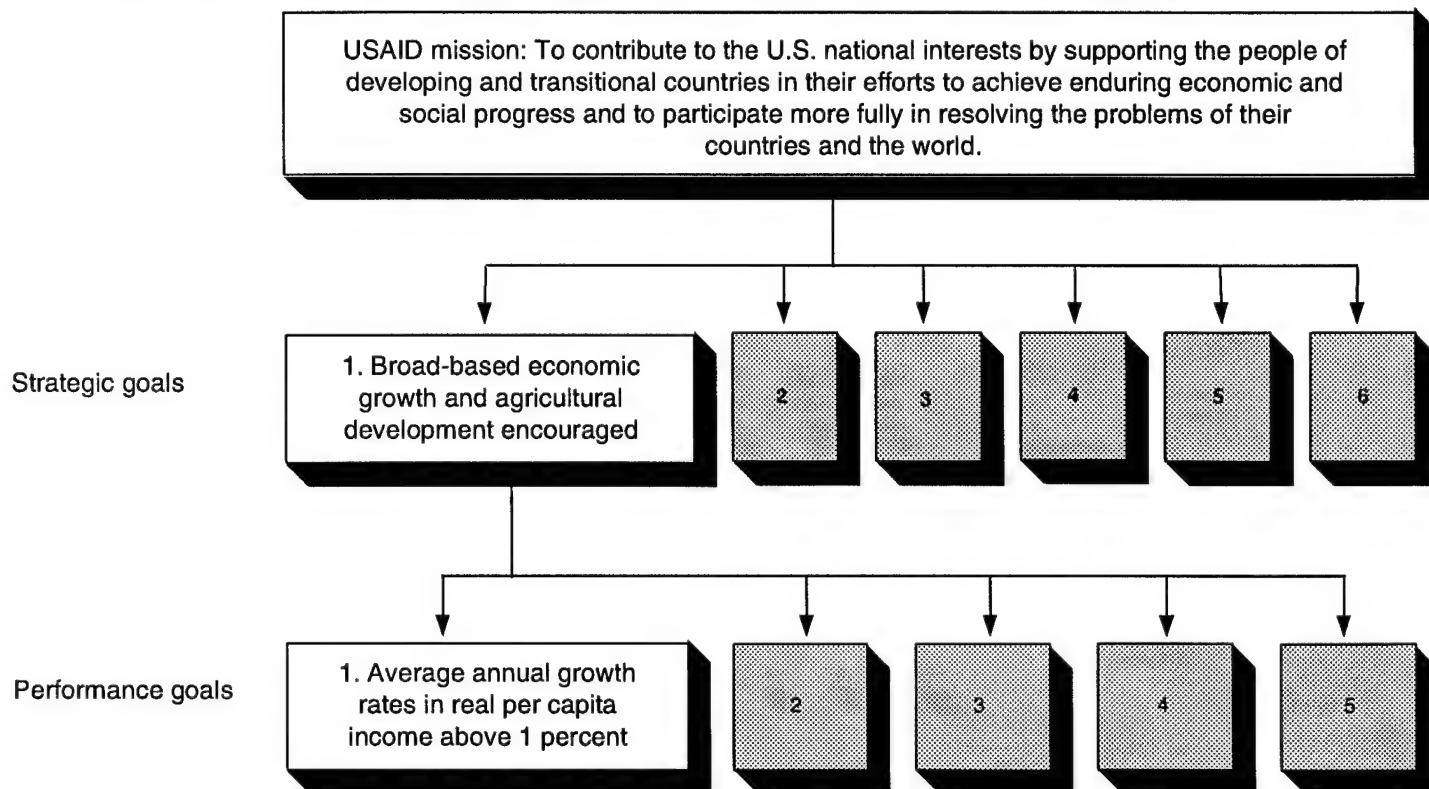 USAID mission: To contribute to the U.S. national interests by supporting the people of
developing and transitional countries in their efforts to achieve enduring economic and
social progress and to participate more fully in resolving the problems of their
countries and the world.
Strategic goals
1. Broad-based economic
growth and agricultural
development encouraged
2
3
4
5
6
Performance goals
1. Average annual growth
rates in real per capita
income above 1 percent
2
3
4
5